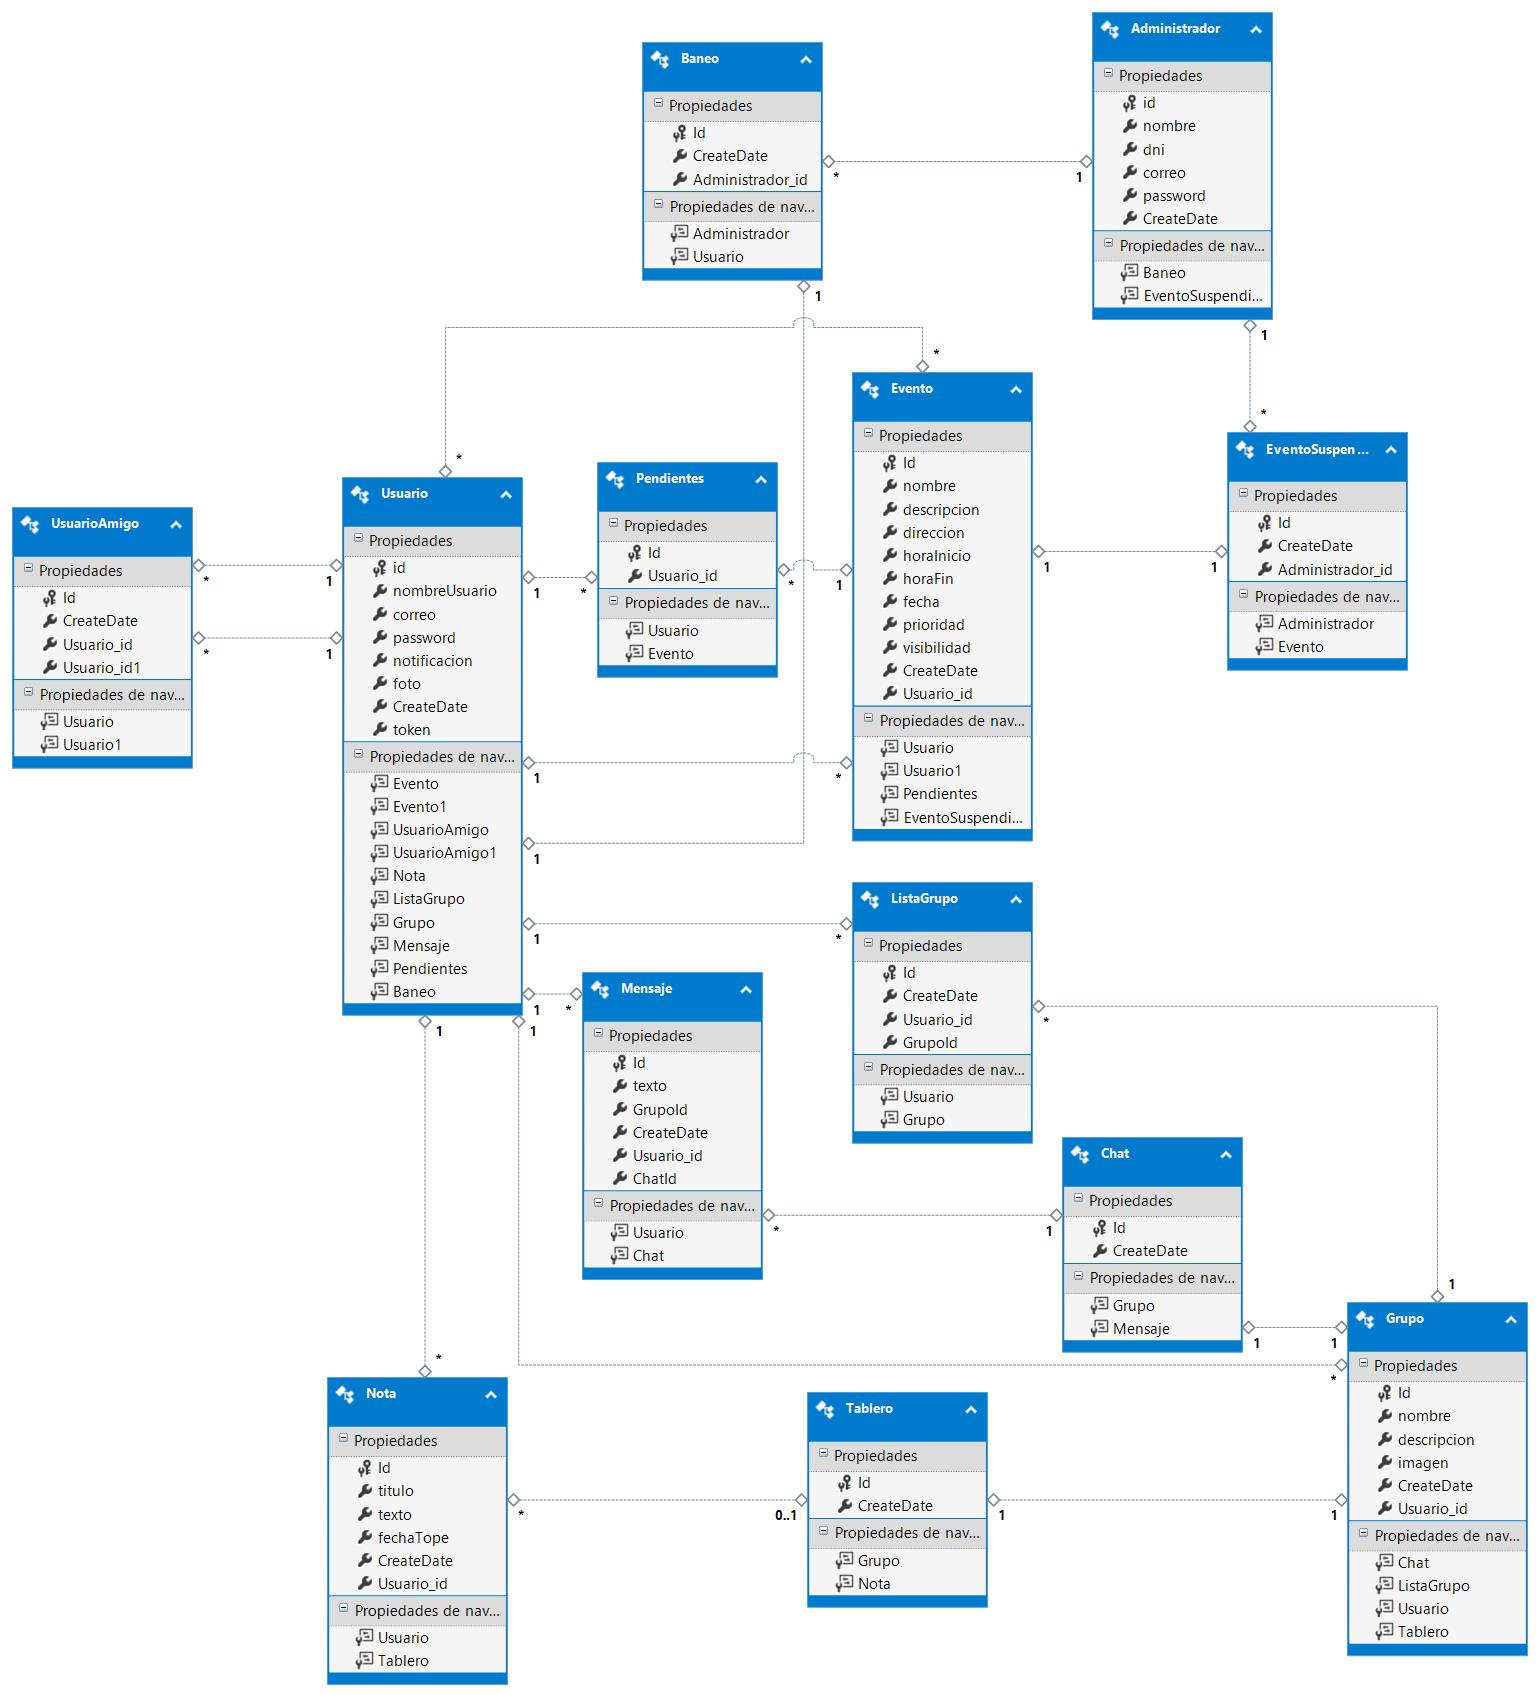 Administrador
Propiedades
id
nombre
dni
correo
password
CreateDate
Propiedades de nav...
Baneo
EventoSuspendi...
Baneo
Propiedades
Id
CreateDate
Administrador_id
Propiedades de nav...
Administrador
Usuario
*
1
1
1
*
*
*
Evento
Propiedades
Id
nombre
descripcion
direccion
horaInicio
horaFin
fecha
prioridad
visibilidad
CreateDate
Usuario_id
Propiedades de nav...
Usuario
Usuario1
Pendientes
EventoSuspendi...
EventoSuspen...
Propiedades
Id
CreateDate
Administrador_id
Propiedades de nav...
Administrador
Evento
1
1
Pendientes
Propiedades
Id
Usuario_id
Propiedades de nav...
Usuario
Evento
1
*
*
1
Usuario
Propiedades
id
nombreUsuario
correo
password
notificacion
foto
CreateDate
token
Propiedades de nav...
Evento
Evento1
UsuarioAmigo
UsuarioAmigo1
Nota
ListaGrupo
Grupo
Mensaje
Pendientes
Baneo
UsuarioAmigo
Propiedades
Id
CreateDate
Usuario_id
Usuario_id1
Propiedades de nav...
Usuario
Usuario1
*
1
*
1
1
*
1
1
*
1
*
1
1
ListaGrupo
Propiedades
Id
CreateDate
Usuario_id
GrupoId
Propiedades de nav...
Usuario
Grupo
*
1
Mensaje
Propiedades
Id
texto
GrupoId
CreateDate
Usuario_id
ChatId
Propiedades de nav...
Usuario
Chat
*
1
Chat
Propiedades
Id
CreateDate
Propiedades de nav...
Grupo
Mensaje
1
1
*
Grupo
Propiedades
Id
nombre
descripcion
imagen
CreateDate
Usuario_id
Propiedades de nav...
Chat
ListaGrupo
Usuario
Tablero
*
Nota
Propiedades
Id
titulo
texto
fechaTope
CreateDate
Usuario_id
Propiedades de nav...
Usuario
Tablero
*
0..1
Tablero
Propiedades
Id
CreateDate
Propiedades de nav...
Grupo
Nota
1
1